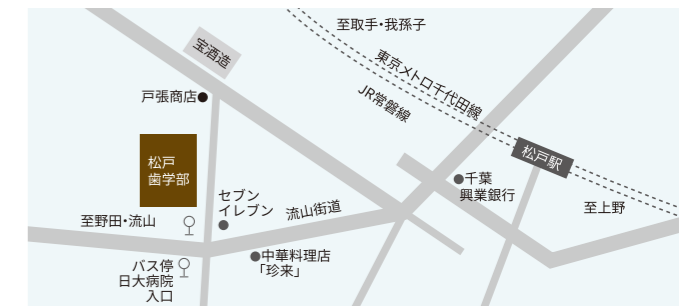 至取手・我孫子
宝酒造
東京メトロ千代田線
JR常磐線
戸張商店●
松戸駅
松戸
歯学部
●千葉
興業銀行
セブン
イレブン
●
流山街道
至上野
至野田・流山
●中華料理店
「珍来」
バス停
日大病院
入口